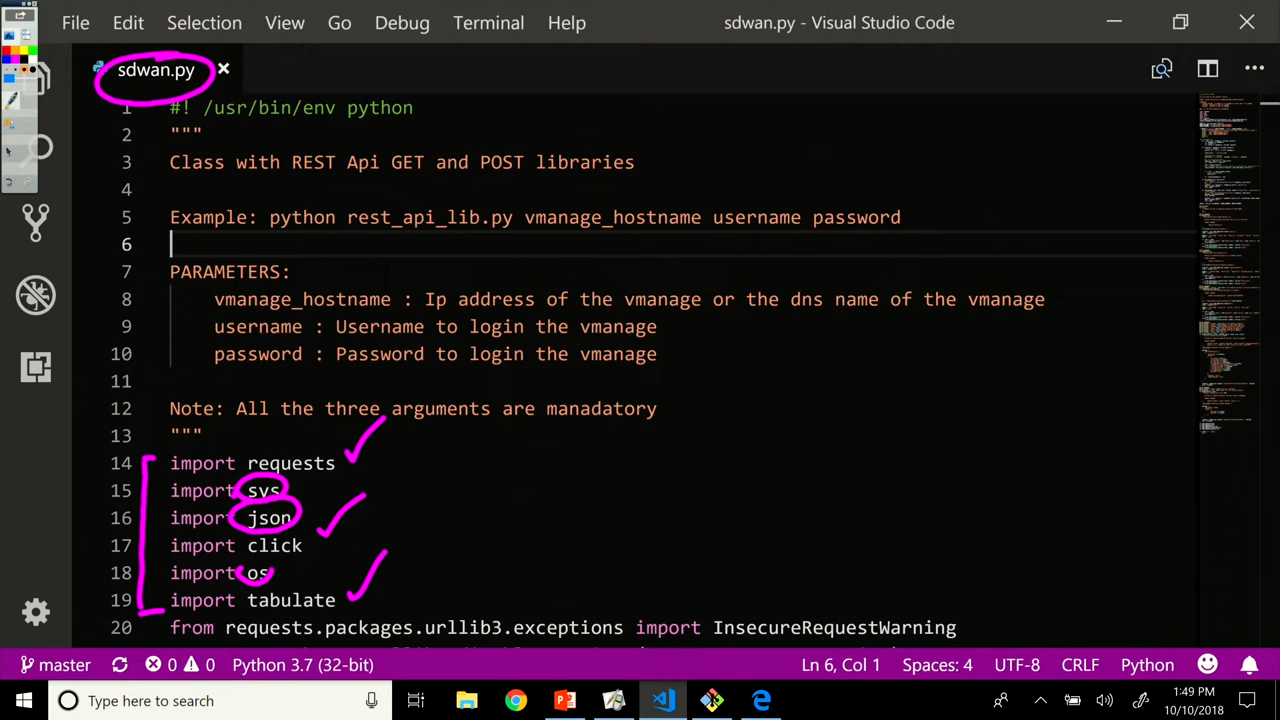 File Edit Selection View Go Debug Terminal Help sdwan.py - Visual Studio Code
sdwan.py
1 #! /usr/bin/env python
2 """
3 Class with REST Api GET and POST libraries
4
5 Example: python rest_api_lib.py vmanage_hostname username password
6
7 PARAMETERS:
8 vmanage_hostname : Ip address of the vmanage or the dns name of the vmanage
9 username : Username to login the vmanage
10 password : Password to login the vmanage
11
12 Note: All the three arguments are manadatory
13 """
14 import requests
15 import sys
16 import json
17 import click
18 import os
19 import tabulate
20 from requests.packages.urllib3.exceptions import InsecureRequestWarning
master 0 0 Python 3.7 (32-bit) Ln 6, Col 1 Spaces: 4 UTF-8 CRLF Python
Type here to search
1:49 PM
10/10/2018